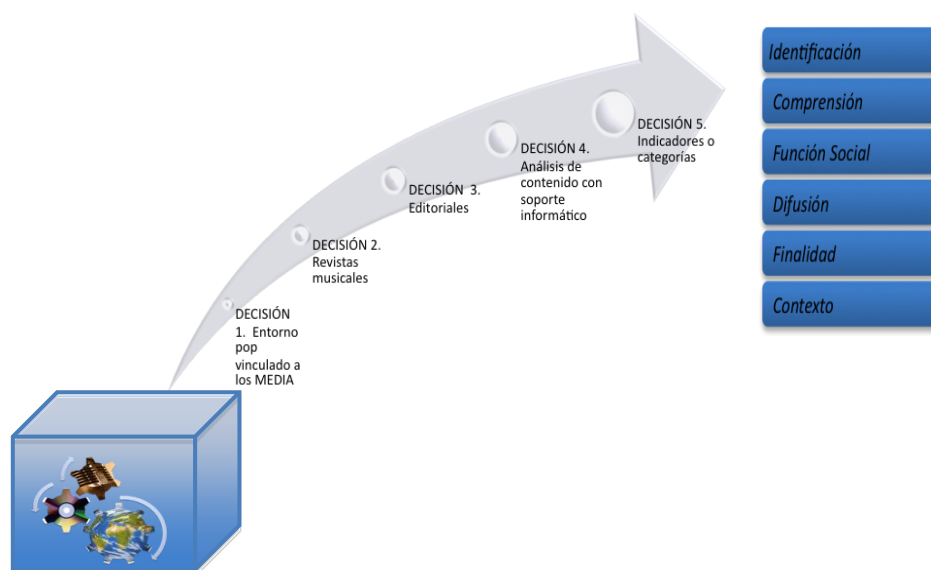 DECISIÓN
1. Entorno
pop
vinculado a
los MEDIA
DECISIÓN 2.
Revistas
musicales
DECISIÓN 3.
Editoriales
DECISIÓN 4.
Análisis de
contenido con
soporte
informático
DECISIÓN 5.
Indicadores o
categorías
Identificación
Comprensión
Función Social
Difusión
Finalidad
Contexto